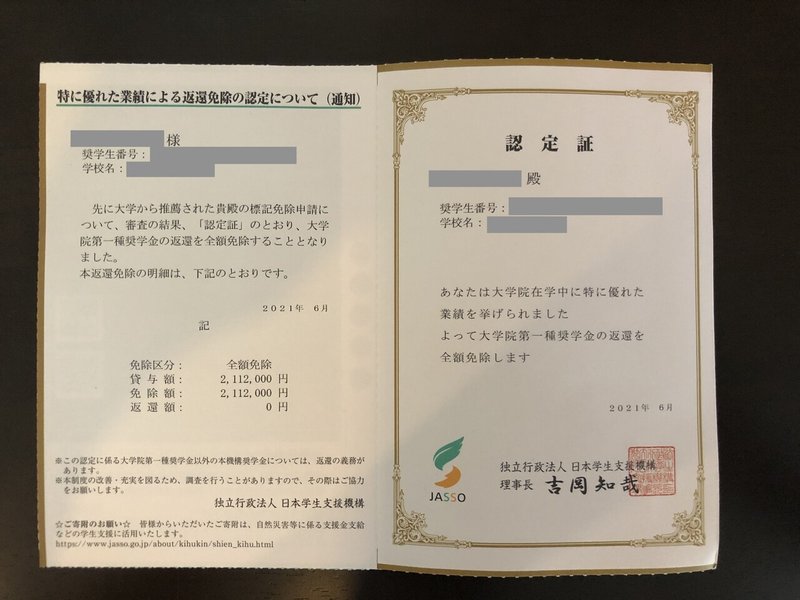 特に優れた業績による返還免除の認定について（通知）
様
奨学生番号：
学校名：
先に大学から推薦された貴殿の標記免除申請に
ついて、審査の結果、「認定証」のとおり、大学
院第一種奨学金の返還を全額免除することとなり
ました。
本返還免除の明細は、下記のとおりです。
2021年 6月
記
免除区分： 全額免除
貸与額： 2,112,000 円
免除額： 2,112,000 円
返還額： 0 円
※この認定に係る大学院第一種奨学金以外の本機構奨学金については、返還の義務が
あります。
※本制度の改善・充実を図るため、調査を行うことがありますので、その際はご協力
をお願いします。
独立行政法人 日本学生支援機構
☆ご寄附のお願い☆ 皆様からいただいたご寄附は、自然災害等に係る支援金支給
などの学生支援に活用いたします。
https://www.jasso.go.jp/about/kihukin/shien_kihu.html
認定証
殿
奨学生番号：
学校名：
あなたは大学院在学中に特に優れた
業績を挙げられました
よって大学院第一種奨学金の返還を
全額免除します
2021年 6月
JASSO
独立行政法人 日本学生支援機構
理事長 吉岡知哉